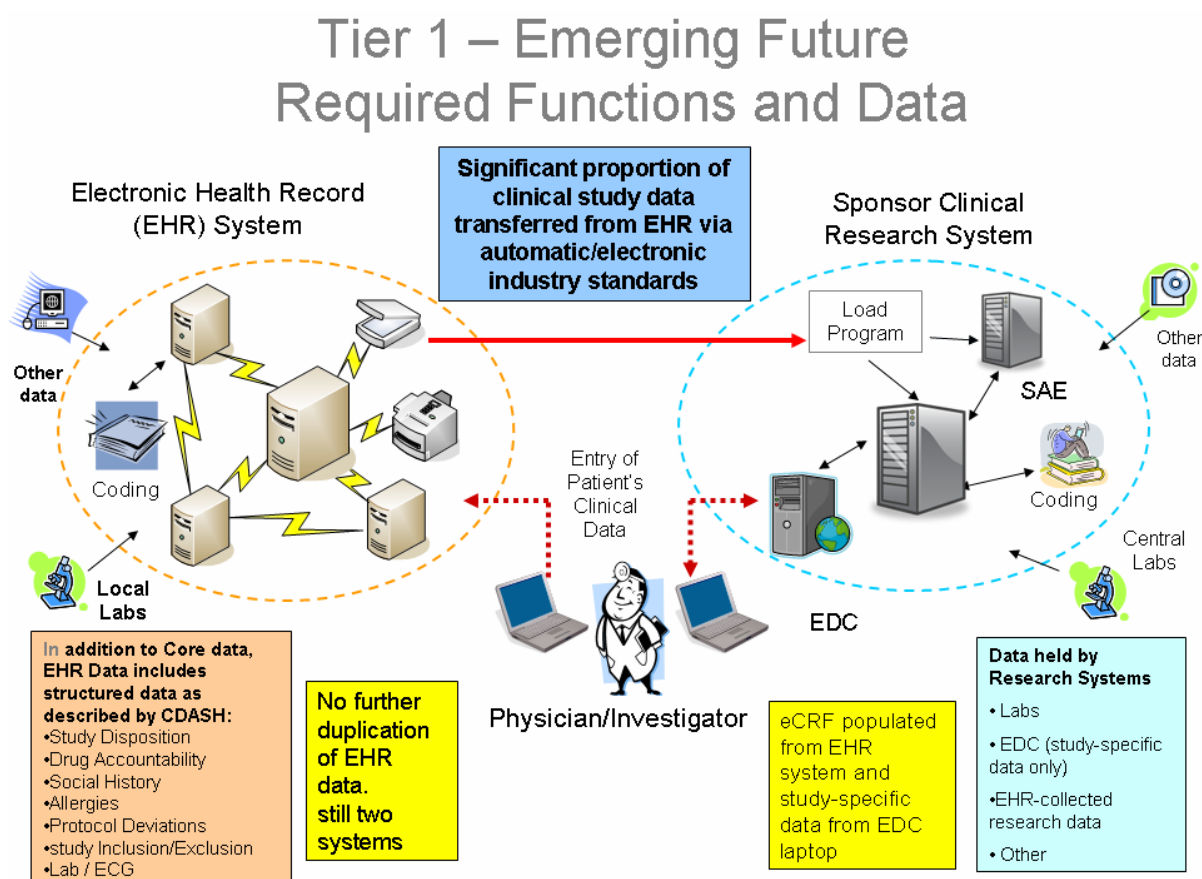 Tier 1 – Emerging Future
Required Functions and Data
Significant proportion of
clinical study data
transferred from EHR via
automatic/electronic
industry standards
Electronic Health Record
(EHR) System
Sponsor Clinical
Research System
Other
data
Coding
Local
Labs
Load
Program
SAE
Other
data
Coding
Central
Labs
EDC
Entry of
Patient's
Clinical
Data
Physician/Investigator
In addition to Core data,
EHR Data includes
structured data as
described by CDASH:
•Study Disposition
•Drug Accountability
•Social History
•Allergies
•Protocol Deviations
•study Inclusion/Exclusion
•Lab / ECG
No further
duplication
of EHR
data.
still two
systems
eCRF populated
from EHR
system and
study-specific
data from EDC
laptop
Data held by
Research Systems
• Labs
• EDC (study-specific
data only)
•EHR-collected
research data
• Other